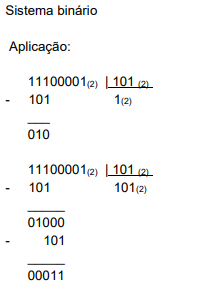 Sistema binário
Aplicação:
11100001(2) | 101 (2)
- 101 1(2)
___
010
11100001(2) | 101 (2)
- 101 101(2)
_____
01000
- 101
_____
00011